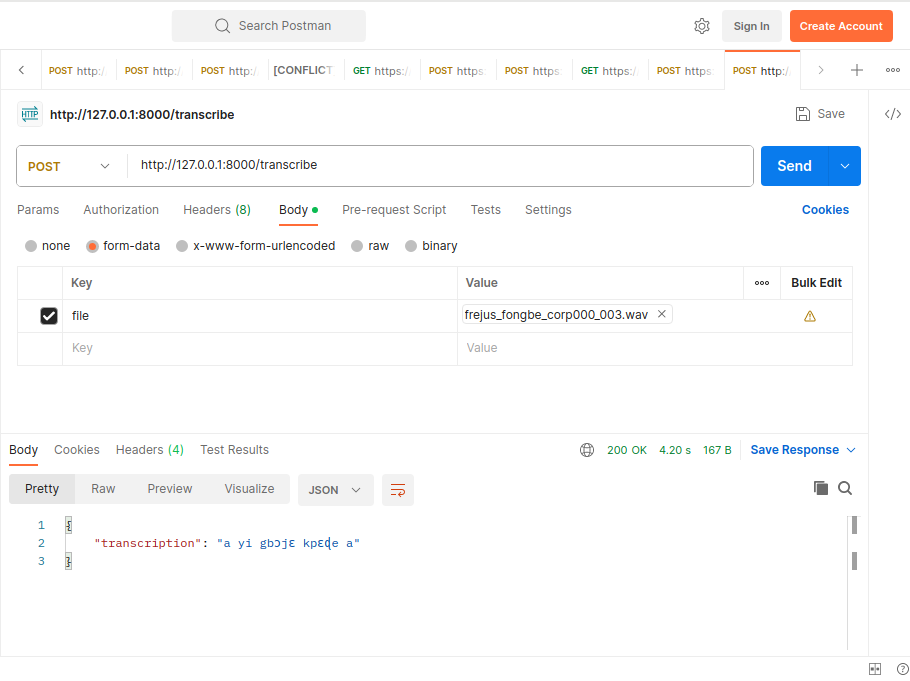 Search Postman
Sign In
Create Account
POST http:/
POST http:/
POST http:/
[CONFLICT
GET https:/
POST https:
POST https:
GET https:/
POST https:
POST http:/
HTTP http://127.0.0.1:8000/transcribe
Save
POST
http://127.0.0.1:8000/transcribe
Send
Params Authorization Headers (8) Body Pre-request Script Tests Settings Cookies
none form-data x-www-form-urlencoded raw binary
Key Value Bulk Edit
file frejus_fongbe_corp000_003.wav
Key Value
Body Cookies Headers (4) Test Results 200 OK 4.20 s 167 B Save Response
Pretty Raw Preview Visualize JSON
1 {
2 "transcription": "a yi gbɔjɛ kpɛɖe a"
3 }